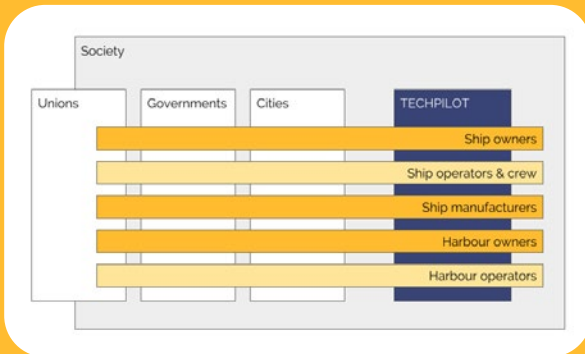 Society
Unions
Governments
Cities
TECHPILOT
Ship owners
Ship operators & crew
Ship manufacturers
Harbour owners
Harbour operators